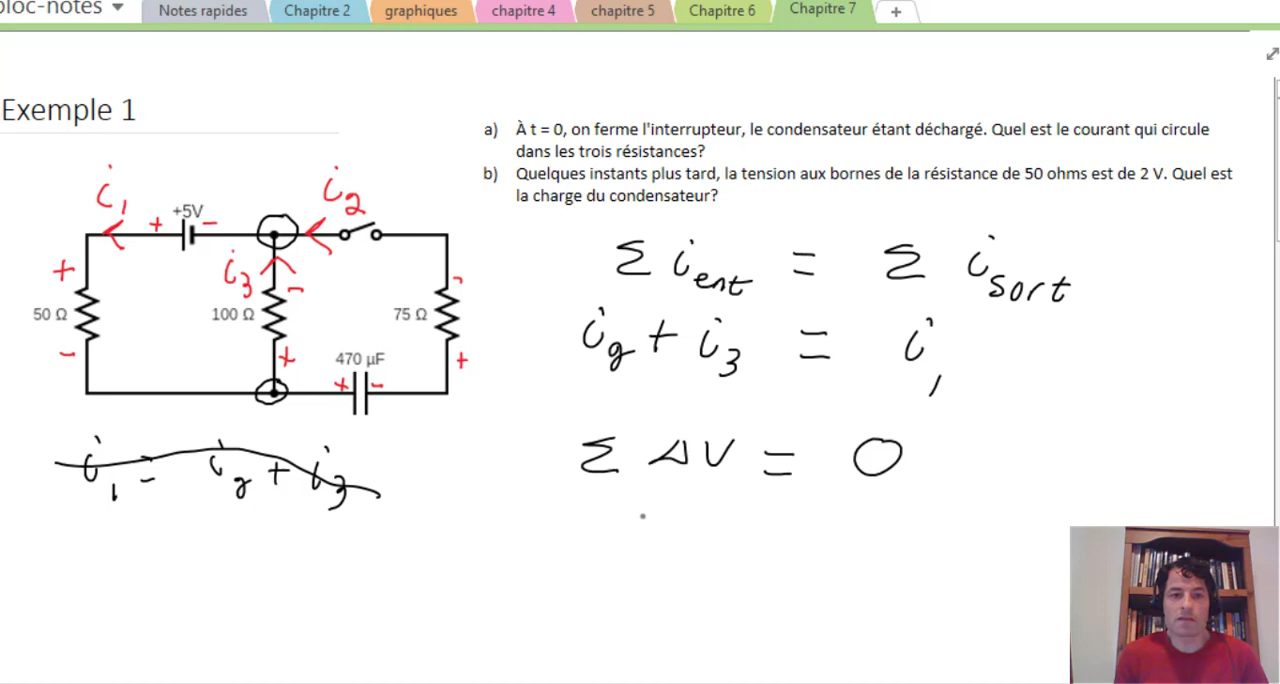 bloc-notes
Notes rapides
Chapitre 2
graphiques
chapitre 4
chapitre 5
Chapitre 6
Chapitre 7
+
Exemple 1
a) À t = 0, on ferme l'interrupteur, le condensateur étant déchargé. Quel est le courant qui circule
dans les trois résistances?
b) Quelques instants plus tard, la tension aux bornes de la résistance de 50 ohms est de 2 V. Quel est
la charge du condensateur?
i1
i2
+ +5V -
i3
+ - -
50 Ω
100 Ω
75 Ω
- + +
470 µF
+ -
i1 = i2 + i3
Σ ient = Σ isort
i2 + i3 = i1
Σ ΔV = 0